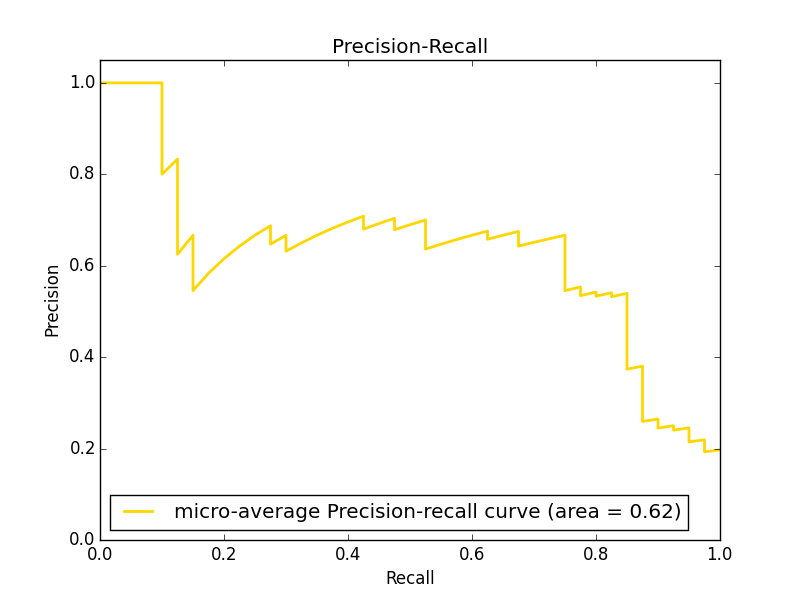 Precision-Recall
1.0
0.8
0.6
0.4
0.2
0.0
Precision
micro-average Precision-recall curve (area = 0.62)
0.0 0.2 0.4 0.6 0.8 1.0
Recall